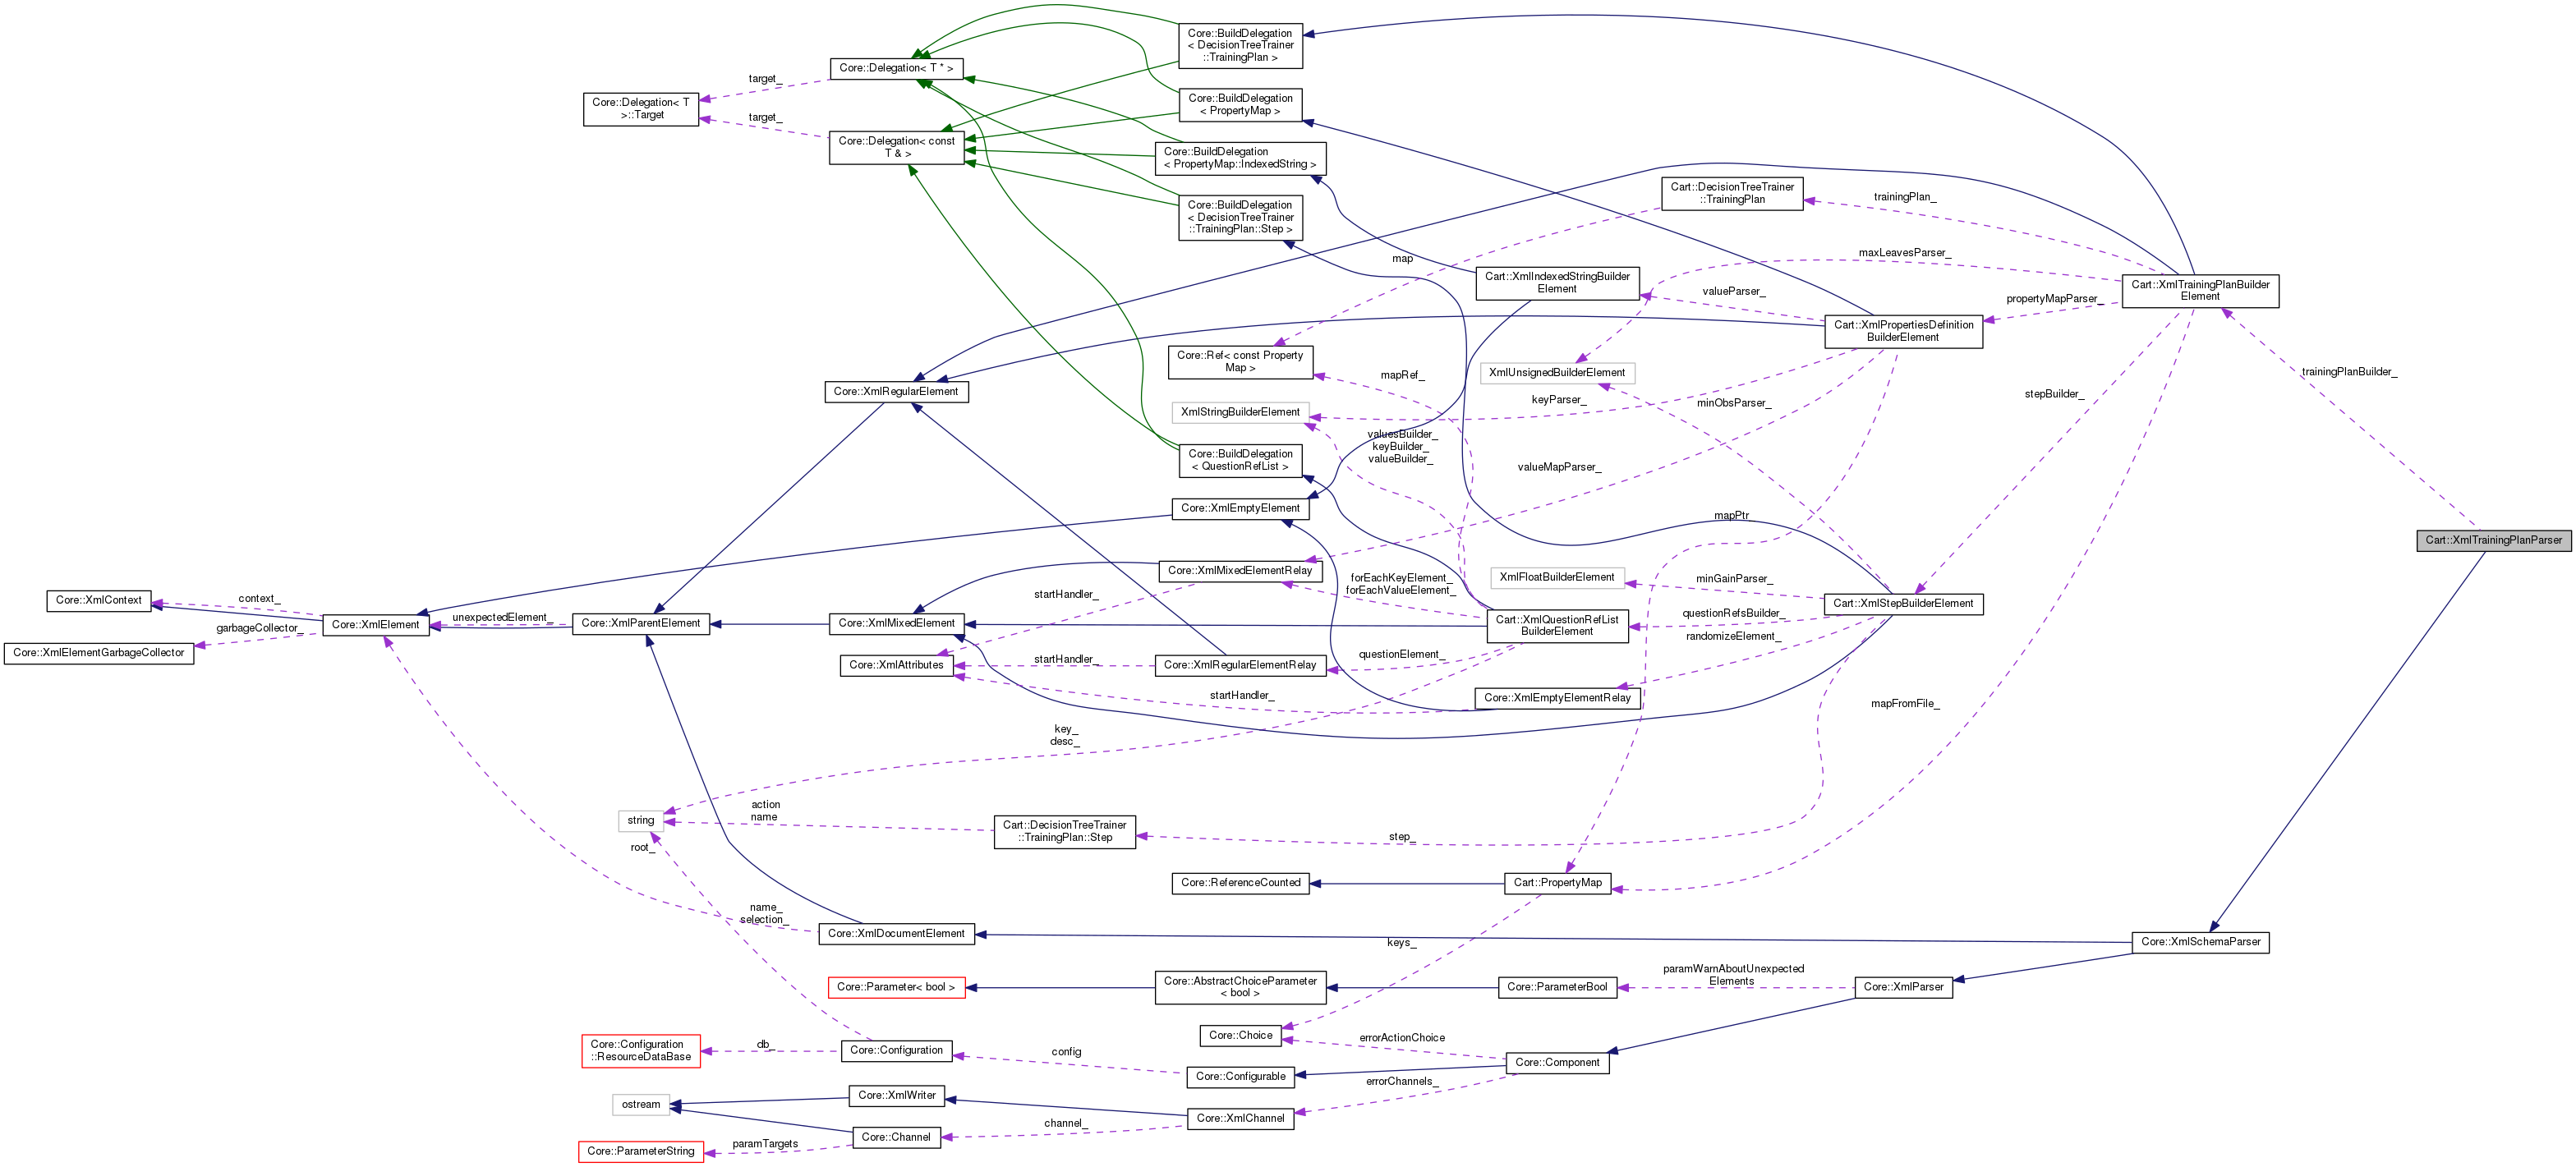 Core::BuildDelegation
< DecisionTreeTrainer
::TrainingPlan >
Core::Delegation< T * >
target_
Core::Delegation< T
>::Target
Core::BuildDelegation
< PropertyMap >
target_
Core::Delegation< const
T & >
Core::BuildDelegation
< PropertyMap::IndexedString >
Cart::DecisionTreeTrainer
::TrainingPlan
trainingPlan_
Core::BuildDelegation
< DecisionTreeTrainer
::TrainingPlan::Step >
map
maxLeavesParser_
Cart::XmlIndexedStringBuilder
Element
valueParser_
propertyMapParser_
Cart::XmlTrainingPlanBuilder
Element
Cart::XmlPropertiesDefinition
BuilderElement
Core::Ref< const Property
Map >
mapRef_
XmlUnsignedBuilderElement
trainingPlanBuilder_
Core::XmlRegularElement
stepBuilder_
XmlStringBuilderElement
keyParser_
minObsParser_
valuesBuilder_
keyBuilder_
valueBuilder_
Core::BuildDelegation
< QuestionRefList >
valueMapParser_
Core::XmlEmptyElement
mapPtr
Cart::XmlTrainingPlanParser
Core::XmlMixedElementRelay
XmlFloatBuilderElement
minGainParser_
forEachKeyElement_
forEachValueElement_
startHandler_
Core::XmlContext
context_
Cart::XmlStepBuilderElement
unexpectedElement_
questionRefsBuilder_
Core::XmlElement
Core::XmlParentElement
Core::XmlMixedElement
Cart::XmlQuestionRefList
BuilderElement
garbageCollector_
Core::XmlElementGarbageCollector
randomizeElement_
startHandler_
Core::XmlAttributes
Core::XmlRegularElementRelay
questionElement_
startHandler_
Core::XmlEmptyElementRelay
mapFromFile_
key_
desc_
string
action
name
Cart::DecisionTreeTrainer
::TrainingPlan::Step
step_
root_
Core::ReferenceCounted
Cart::PropertyMap
name_
selection_
Core::XmlDocumentElement
keys_
Core::XmlSchemaParser
Core::Parameter< bool >
Core::AbstractChoiceParameter
< bool >
Core::ParameterBool
paramWarnAboutUnexpected
Elements
Core::XmlParser
Core::Choice
errorActionChoice
Core::Configuration
::ResourceDataBase
db_
Core::Configuration
config
Core::Component
Core::Configurable
errorChannels_
ostream
Core::XmlWriter
Core::XmlChannel
channel_
Core::Channel
paramTargets
Core::ParameterString